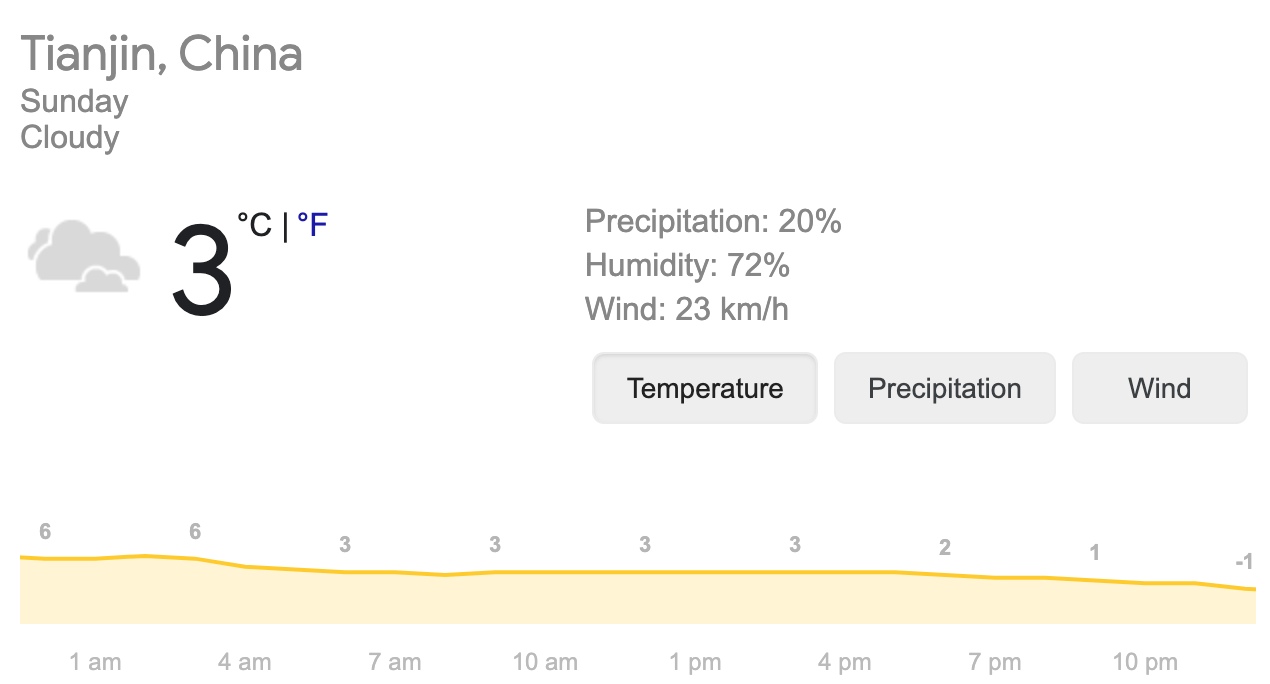 Tianjin, China
Sunday
Cloudy
3 °C | °F
Precipitation: 20%
Humidity: 72%
Wind: 23 km/h
Temperature Precipitation Wind
6 6 3 3 3 3 2 1 -1
1 am 4 am 7 am 10 am 1 pm 4 pm 7 pm 10 pm